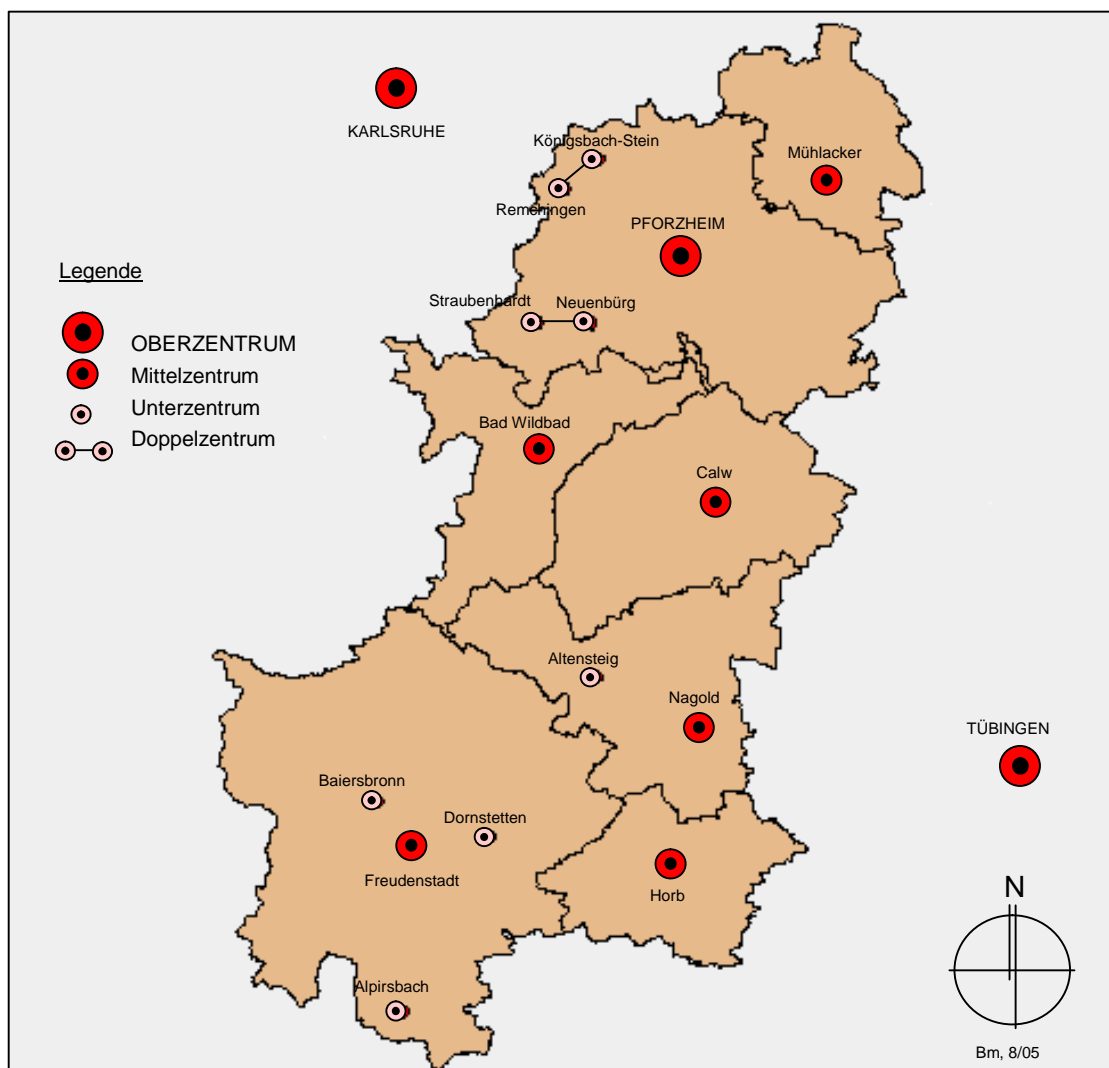 KARLSRUHE
Königsbach-Stein
Mühlacker
Remchingen
PFORZHEIM
Legende
Straubenhardt
Neuenbürg
OBERZENTRUM
Mittelzentrum
Unterzentrum
Doppelzentrum
Bad Wildbad
Calw
Altensteig
Nagold
TÜBINGEN
Baiersbronn
Dornstetten
Freudenstadt
Horb
N
Alpirsbach
Bm, 8/05